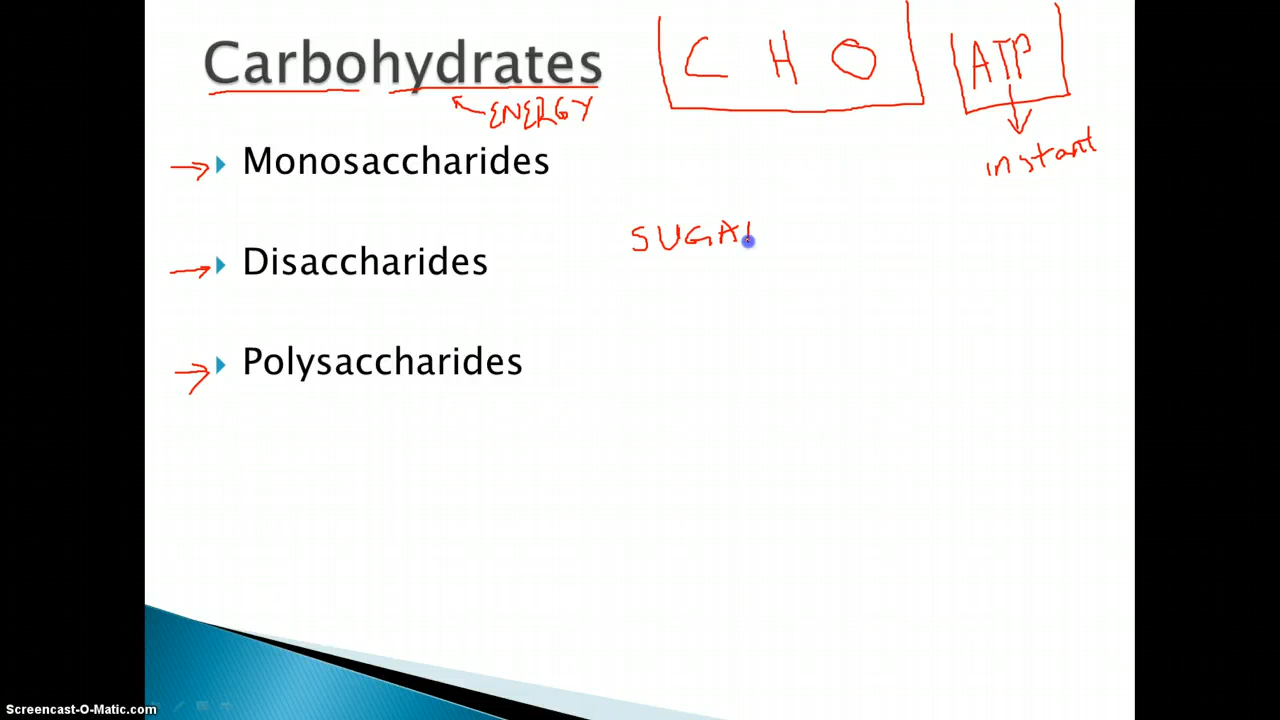 Carbohydrates
C H O
ATP
ENERGY
instant
Monosaccharides
SUGA
Disaccharides
Polysaccharides
Screencast-O-Matic.com